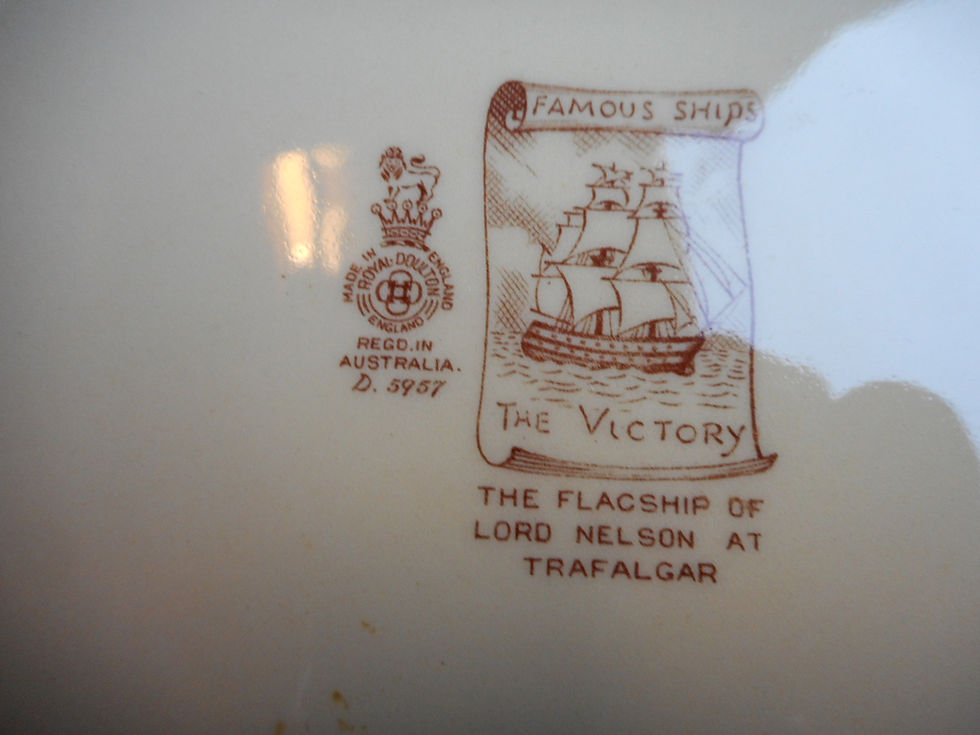 MADE IN ENGLAND
ROYAL·DOULTON
ENGLAND
REGD.IN
AUSTRALIA.
D. 5957
FAMOUS SHIPS
THE VICTORY
THE FLAGSHIP OF
LORD NELSON AT
TRAFALGAR